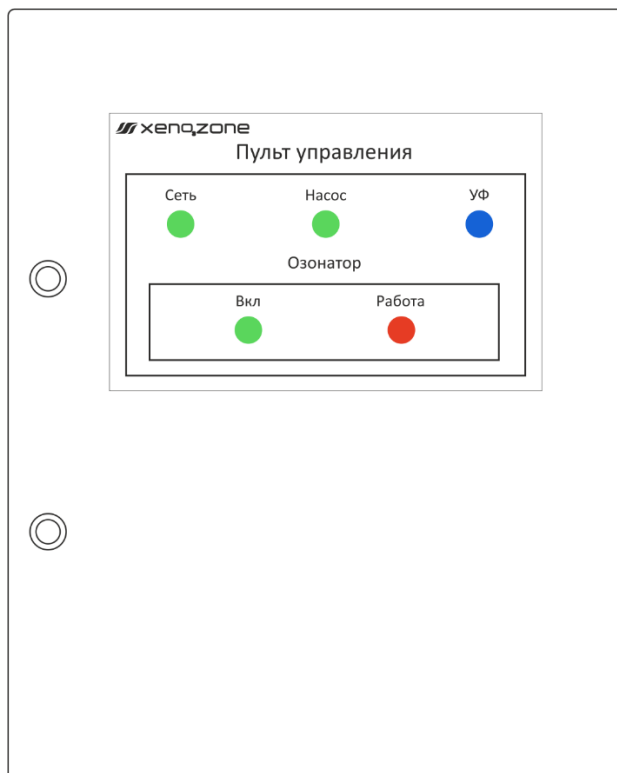 xenozone
Пульт управления
Сеть Насос УФ
Озонатор
Вкл Работа